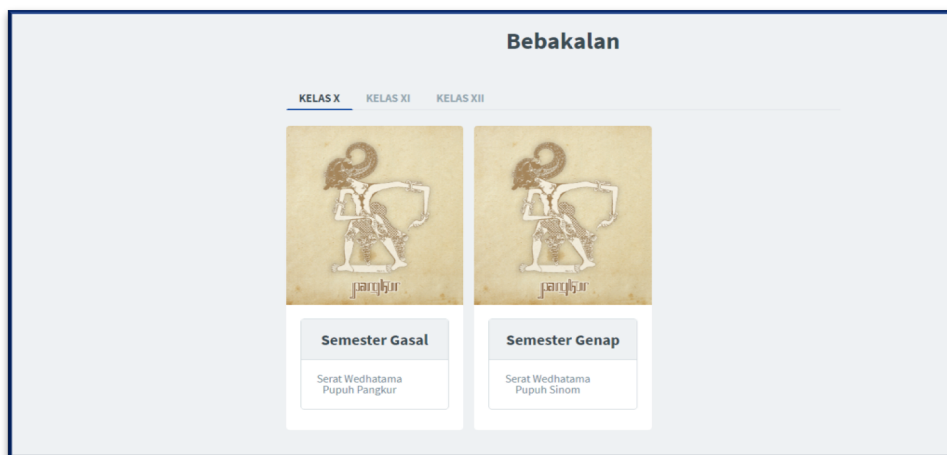 Bebakalan
KELAS X KELAS XI KELAS XII
pangkur pangkur
Semester Gasal
Serat Wedhatama
Pupuh Pangkur
Semester Genap
Serat Wedhatama
Pupuh Sinom